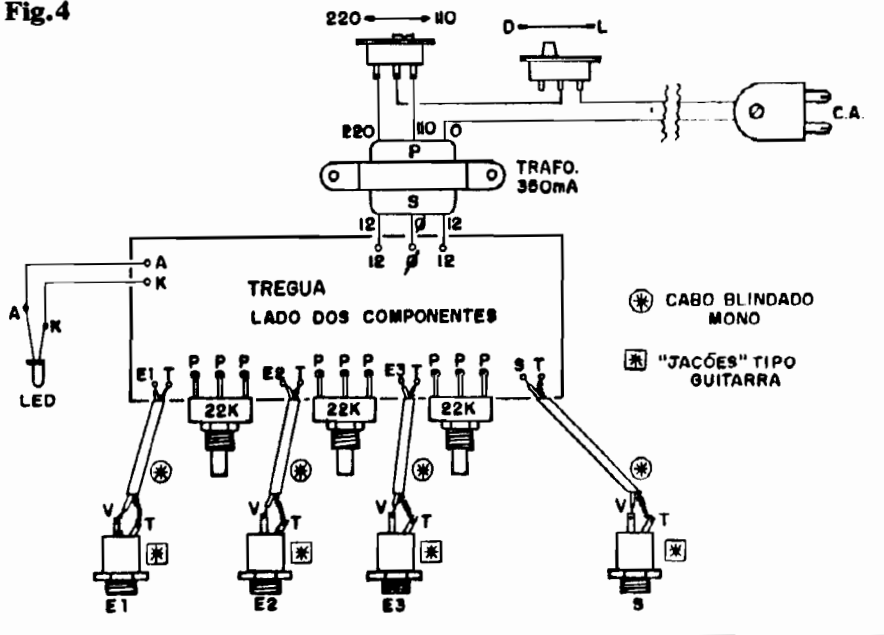 Fig.4
220 110
D L
220 110 0
C.A.
P
TRAFO.
360mA
S
12 Ø 12
12 Ø 12
A
K
TREGUA
LADO DOS COMPONENTES
A K
LED
CABO BLINDADO
MONO
"JACÕES" TIPO
GUITARRA
E1 T P P P E2 T P P P E3 T P P P S T
22K 22K 22K
V T V T V T V T
E1 E2 E3 S